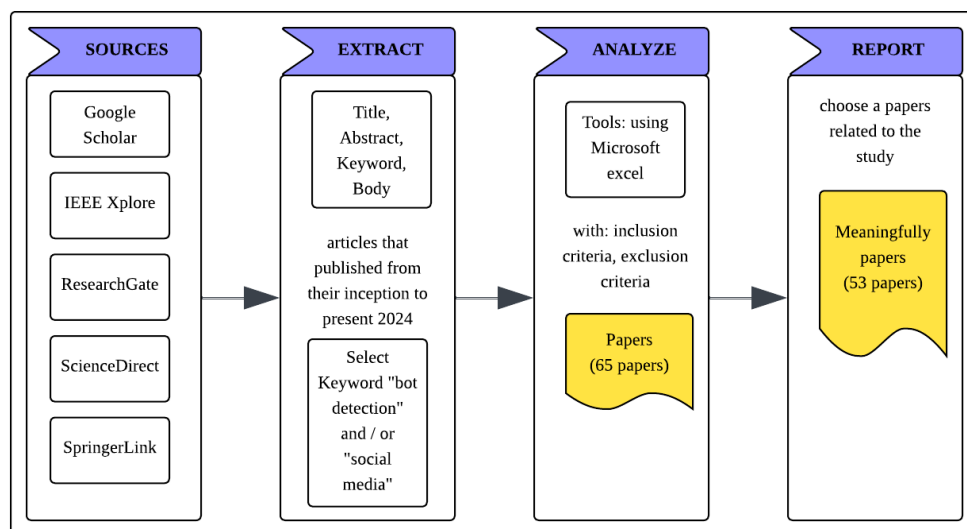 SOURCES
Google
Scholar
IEEE Xplore
ResearchGate
ScienceDirect
SpringerLink
EXTRACT
Title,
Abstract,
Keyword,
Body
articles that
published from
their inception to
present 2024
Select
Keyword "bot
detection"
and / or
"social
media"
ANALYZE
Tools: using
Microsoft
excel
with: inclusion
criteria, exclusion
criteria
Papers
(65 papers)
REPORT
choose a papers
related to the
study
Meaningfully
papers
(53 papers)